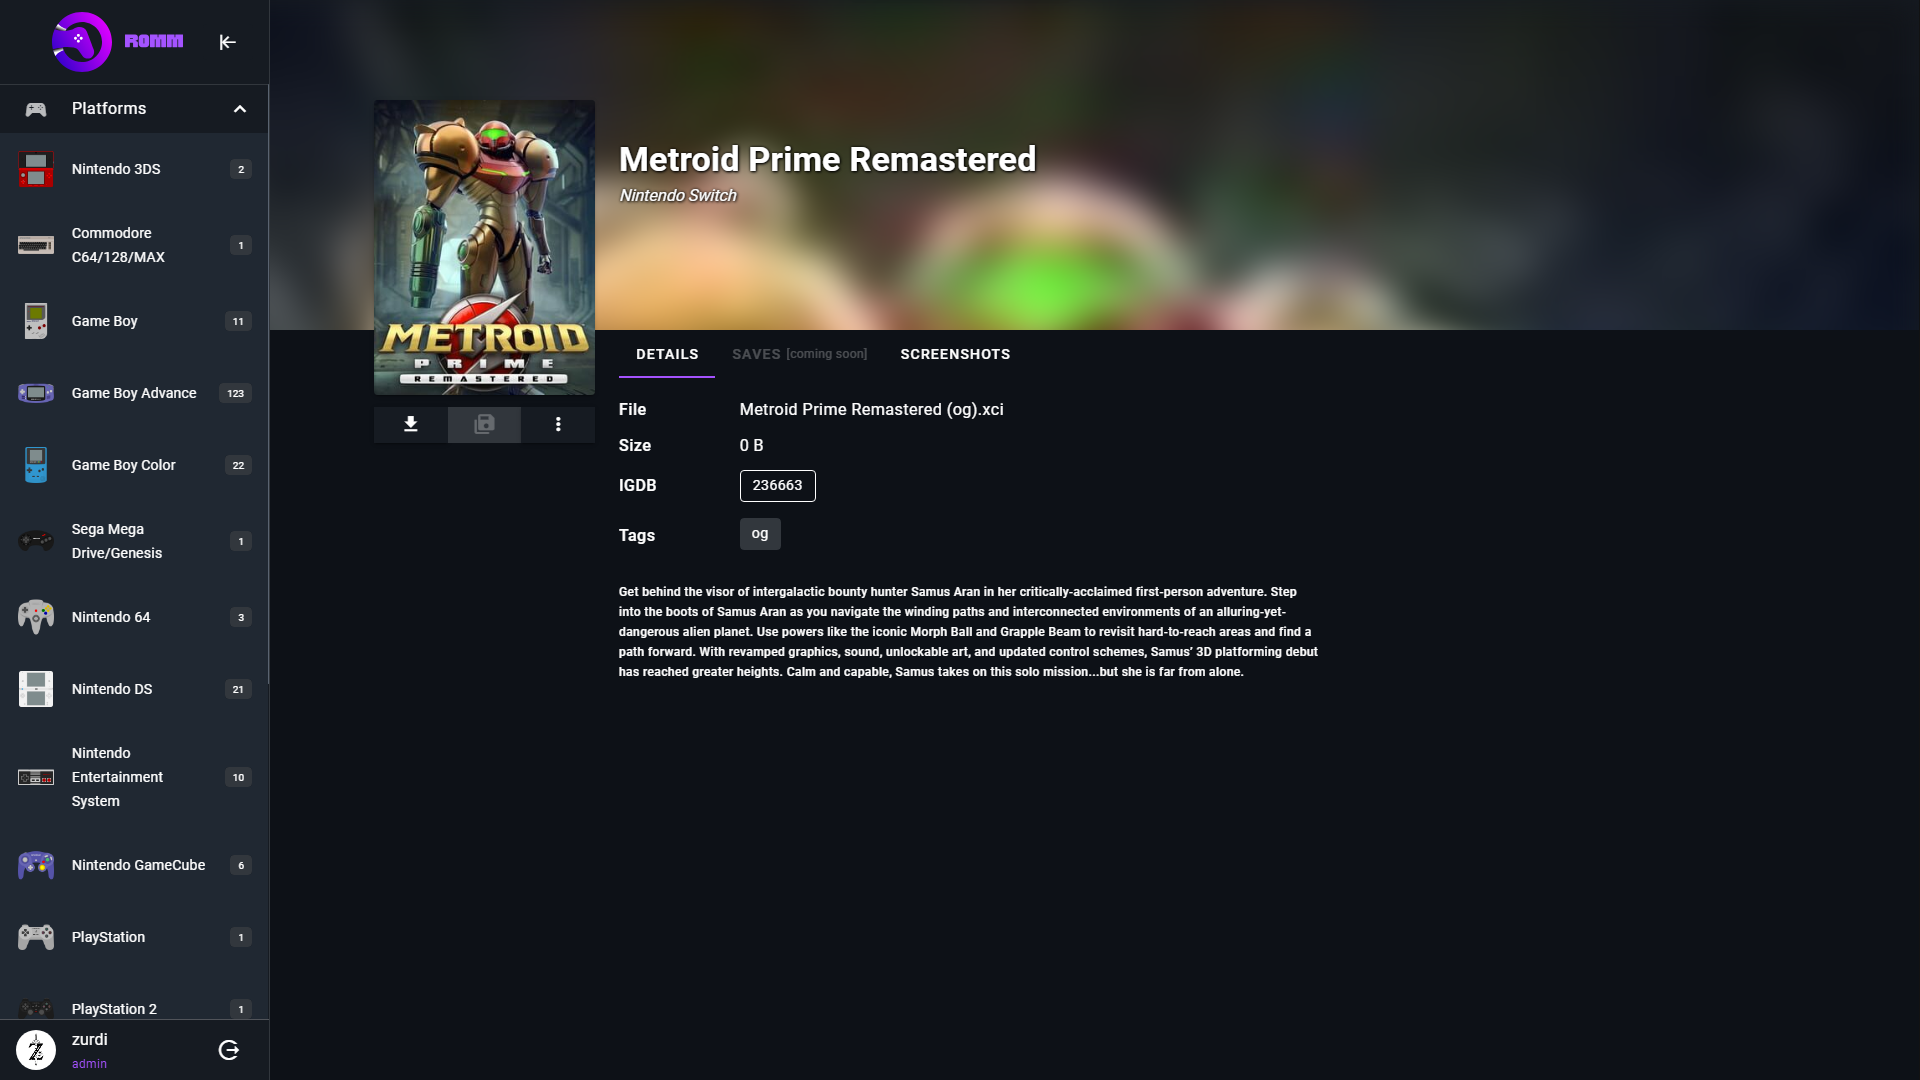 ROMM
Platforms
Nintendo 3DS
2
Commodore
C64/128/MAX
1
Game Boy
11
Game Boy Advance
123
Game Boy Color
22
Sega Mega
Drive/Genesis
1
Nintendo 64
3
Nintendo DS
21
Nintendo
Entertainment
System
10
Nintendo GameCube
6
PlayStation
1
PlayStation 2
1
zurdi
admin
METROID
PRIME
REMASTERED
Metroid Prime Remastered
Nintendo Switch
DETAILS
SAVES [coming soon]
SCREENSHOTS
File
Metroid Prime Remastered (og).xci
Size
0 B
IGDB
236663
Tags
og
Get behind the visor of intergalactic bounty hunter Samus Aran in her critically-acclaimed first-person adventure. Step
into the boots of Samus Aran as you navigate the winding paths and interconnected environments of an alluring-yet-
dangerous alien planet. Use powers like the iconic Morph Ball and Grapple Beam to revisit hard-to-reach areas and find a
path forward. With revamped graphics, sound, unlockable art, and updated control schemes, Samus’ 3D platforming debut
has reached greater heights. Calm and capable, Samus takes on this solo mission...but she is far from alone.